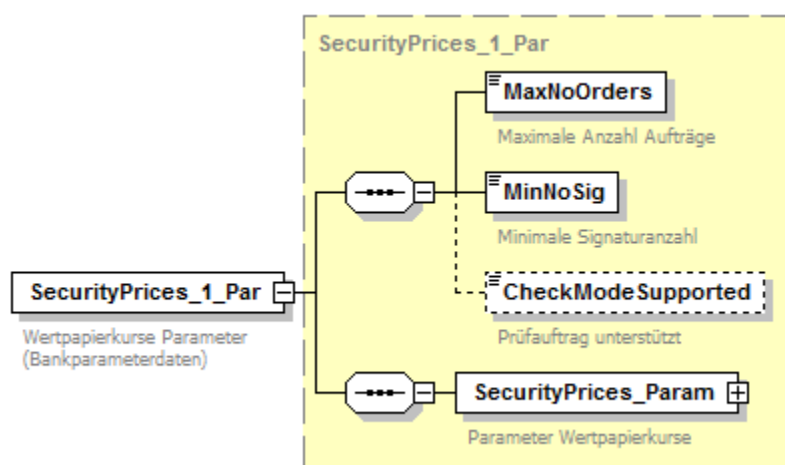 SecurityPrices_1_Par
MaxNoOrders
Maximale Anzahl Aufträge
MinNoSig
Minimale Signaturanzahl
SecurityPrices_1_Par
Wertpapierkurse Parameter
(Bankparameterdaten)
CheckModeSupported
Prüfauftrag unterstützt
SecurityPrices_Param
Parameter Wertpapierkurse